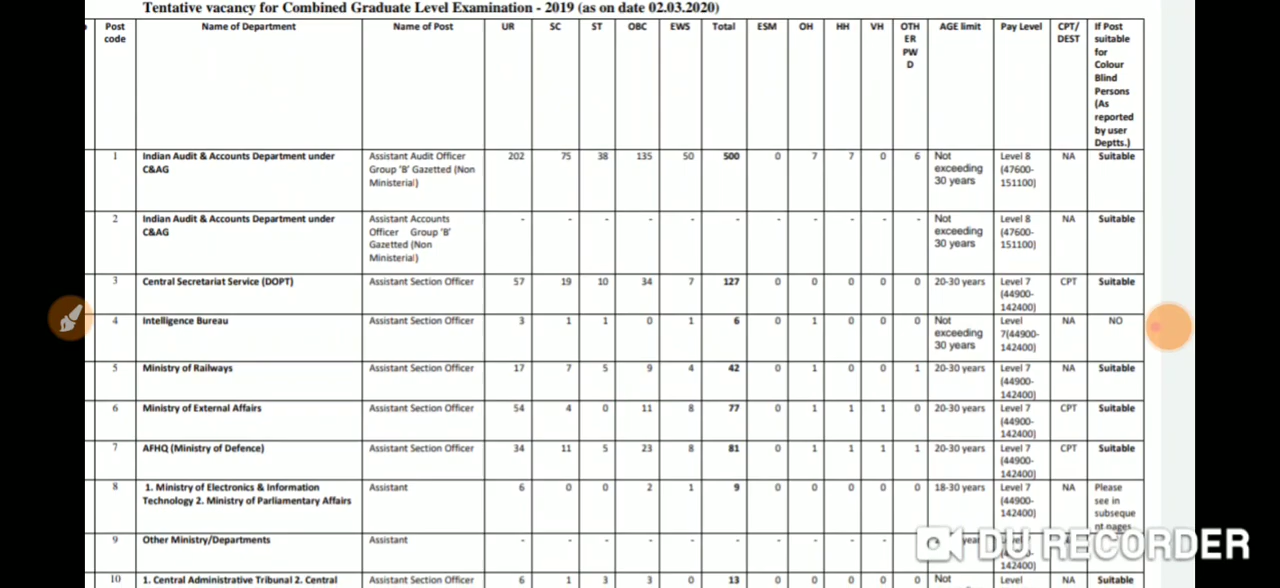 Tentative vacancy for Combined Graduate Level Examination - 2019 (as on date 02.03.2020)
Post code | Name of Department | Name of Post | UR | SC | ST | OBC | EWS | Total | ESM | OH | HH | VH | OTH ER PW D | AGE limit | Pay Level | CPT/ DEST | If Post suitable for Colour Blind Persons (As reported by user Deptts.)
1 | Indian Audit & Accounts Department under C&AG | Assistant Audit Officer Group 'B' Gazetted (Non Ministerial) | 202 | 75 | 38 | 135 | 50 | 500 | 0 | 7 | 7 | 0 | 6 | Not exceeding 30 years | Level 8 (47600-151100) | NA | Suitable
2 | Indian Audit & Accounts Department under C&AG | Assistant Accounts Officer Group 'B' Gazetted (Non Ministerial) | - | - | - | - | - | - | - | - | - | - | - | Not exceeding 30 years | Level 8 (47600-151100) | NA | Suitable
3 | Central Secretariat Service (DOPT) | Assistant Section Officer | 57 | 19 | 10 | 34 | 7 | 127 | 0 | 0 | 0 | 0 | 0 | 20-30 years | Level 7 (44900-142400) | CPT | Suitable
4 | Intelligence Bureau | Assistant Section Officer | 3 | 1 | 1 | 0 | 1 | 6 | 0 | 1 | 0 | 0 | 0 | Not exceeding 30 years | Level 7(44900-142400) | NA | NO
5 | Ministry of Railways | Assistant Section Officer | 17 | 7 | 5 | 9 | 4 | 42 | 0 | 1 | 0 | 0 | 1 | 20-30 years | Level 7 (44900-142400) | NA | Suitable
6 | Ministry of External Affairs | Assistant Section Officer | 54 | 4 | 0 | 11 | 8 | 77 | 0 | 1 | 1 | 1 | 0 | 20-30 years | Level 7 (44900-142400) | CPT | Suitable
7 | AFHQ (Ministry of Defence) | Assistant Section Officer | 34 | 11 | 5 | 23 | 8 | 81 | 0 | 1 | 1 | 1 | 1 | 20-30 years | Level 7 (44900-142400) | CPT | Suitable
8 | 1. Ministry of Electronics & Information Technology 2. Ministry of Parliamentary Affairs | Assistant | 6 | 0 | 0 | 2 | 1 | 9 | 0 | 0 | 0 | 0 | 0 | 18-30 years | Level 7 (44900-142400) | NA | Please see in subseque nt pages
9 | Other Ministry/Departments | Assistant | - | - | - | - | - | - | - | - | - | - | 142400)
10 | 1. Central Administrative Tribunal 2. Central | Assistant Section Officer | 6 | 1 | 3 | 3 | 0 | 13 | 0 | 0 | 0 | 0 | 0 | Not | Level | NA | Suitable
DU RECORDER